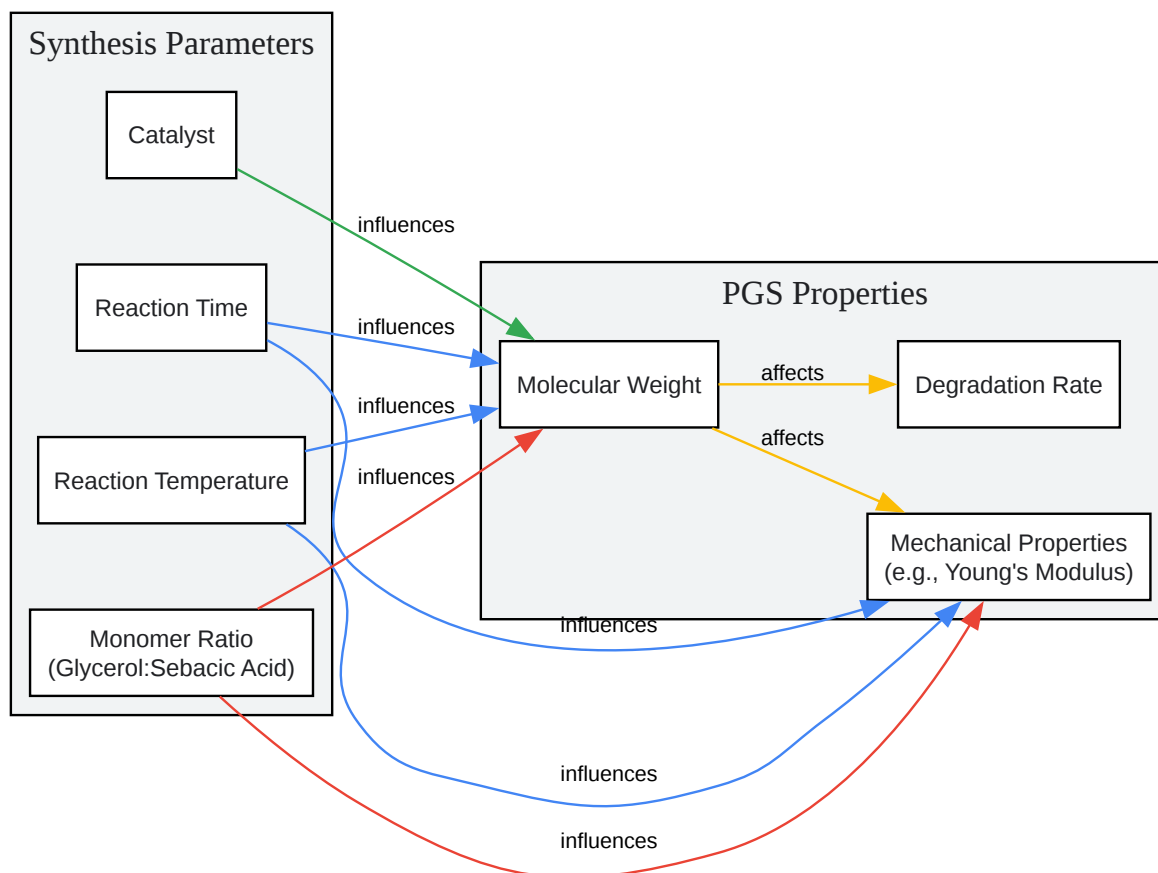 Synthesis Parameters
Catalyst
influences
Reaction Time
influences
PGS Properties
Molecular Weight
affects
Degradation Rate
influences
affects
Reaction Temperature
influences
Mechanical Properties
(e.g., Young's Modulus)
Monomer Ratio
(Glycerol:Sebacic Acid)
influences
influences
influences